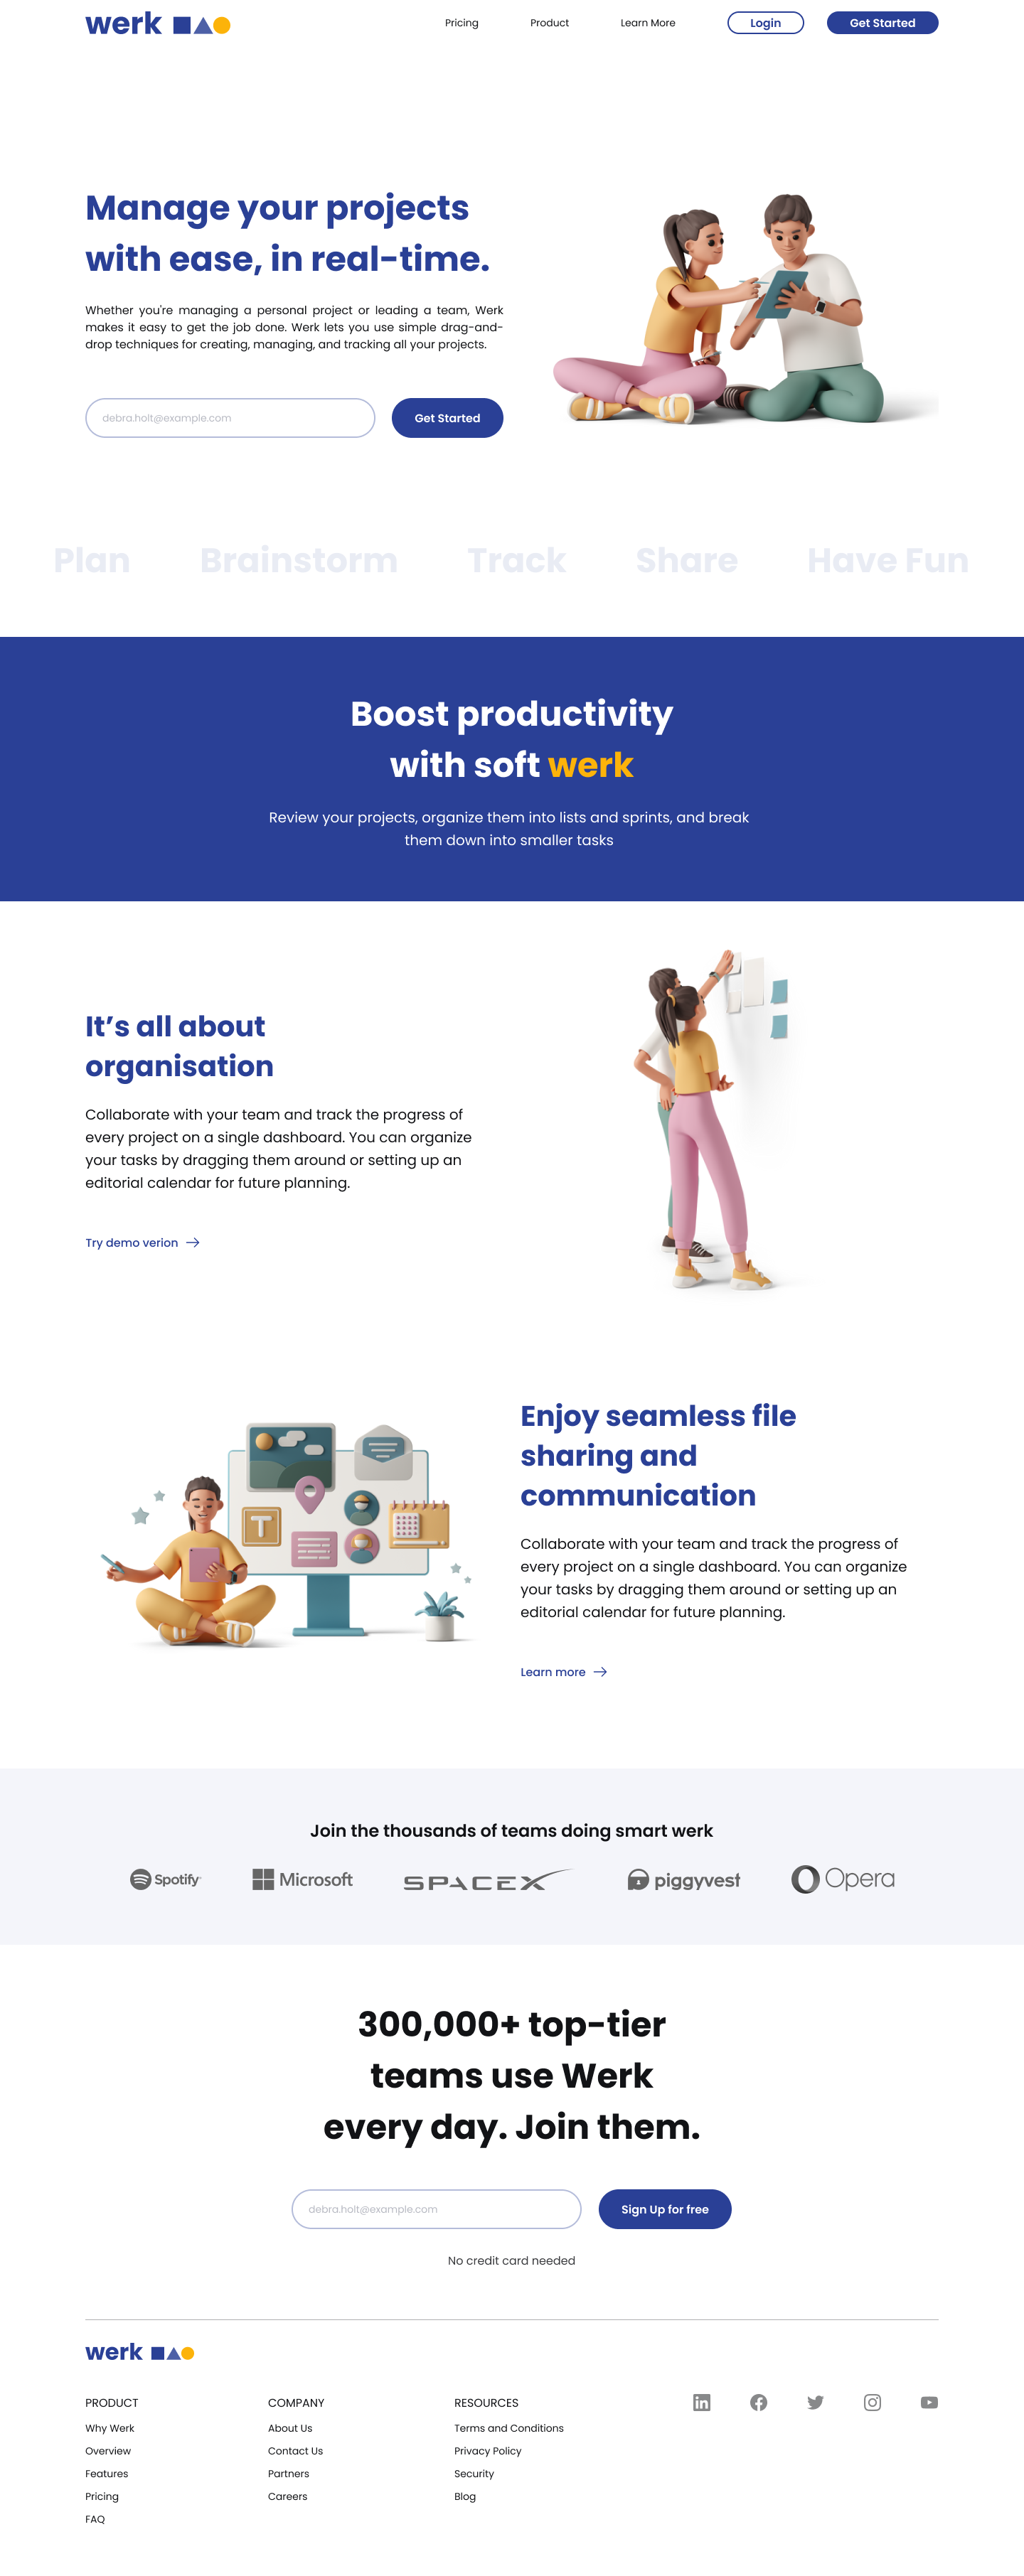 werk
Pricing
Product
Learn More
Login
Get Started
Manage your projects
with ease, in real-time.
Whether you're managing a personal project or leading a team, Werk
makes it easy to get the job done. Werk lets you use simple drag-and-
drop techniques for creating, managing, and tracking all your projects.
debra.holt@example.com
Get Started
Plan
Brainstorm
Track
Share
Have Fun
Boost productivity
with soft werk
Review your projects, organize them into lists and sprints, and break
them down into smaller tasks
It’s all about
organisation
Collaborate with your team and track the progress of
every project on a single dashboard. You can organize
your tasks by dragging them around or setting up an
editorial calendar for future planning.
Try demo verion
T
Enjoy seamless file
sharing and
communication
Collaborate with your team and track the progress of
every project on a single dashboard. You can organize
your tasks by dragging them around or setting up an
editorial calendar for future planning.
Learn more
Join the thousands of teams doing smart werk
Spotify
Microsoft
SPACEX
piggyvest
Opera
300,000+ top-tier
teams use Werk
every day. Join them.
debra.holt@example.com
Sign Up for free
No credit card needed
werk
PRODUCT
Why Werk
Overview
Features
Pricing
FAQ
COMPANY
About Us
Contact Us
Partners
Careers
RESOURCES
Terms and Conditions
Privacy Policy
Security
Blog
in